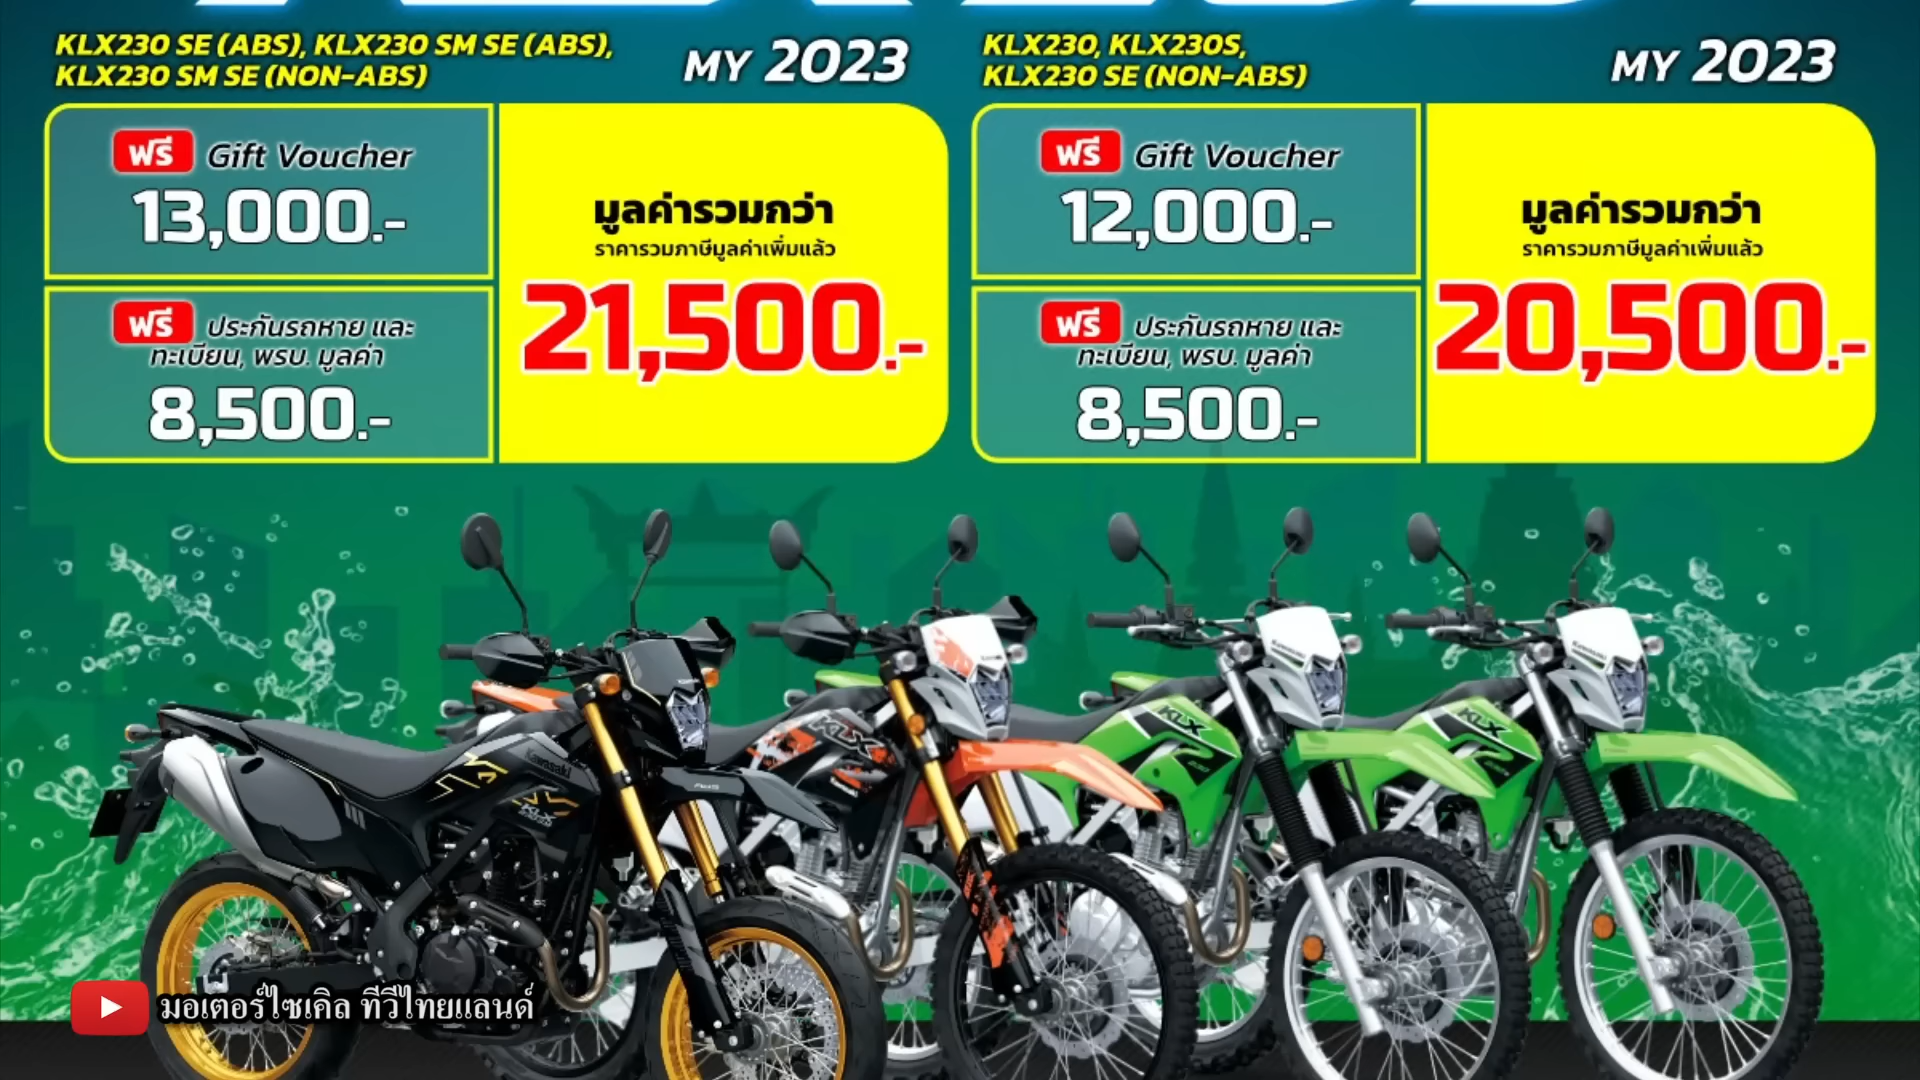 KLX230 SE (ABS), KLX230 SM SE (ABS),
KLX230 SM SE (NON-ABS)
MY 2023
ฟรี Gift Voucher
13,000.-
ฟรี ประกันรถหาย และ
ทะเบียน, พรบ. มูลค่า
8,500.-
มูลค่ารวมกว่า
ราคารวมภาษีมูลค่าเพิ่มแล้ว
21,500.-
KLX230, KLX230S,
KLX230 SE (NON-ABS)
MY 2023
ฟรี Gift Voucher
12,000.-
ฟรี ประกันรถหาย และ
ทะเบียน, พรบ. มูลค่า
8,500.-
มูลค่ารวมกว่า
ราคารวมภาษีมูลค่าเพิ่มแล้ว
20,500.-
Kawasaki
KLX
KLX
KLX
KLX
มอเตอร์ไซเคิล ทีวีไทยแลนด์